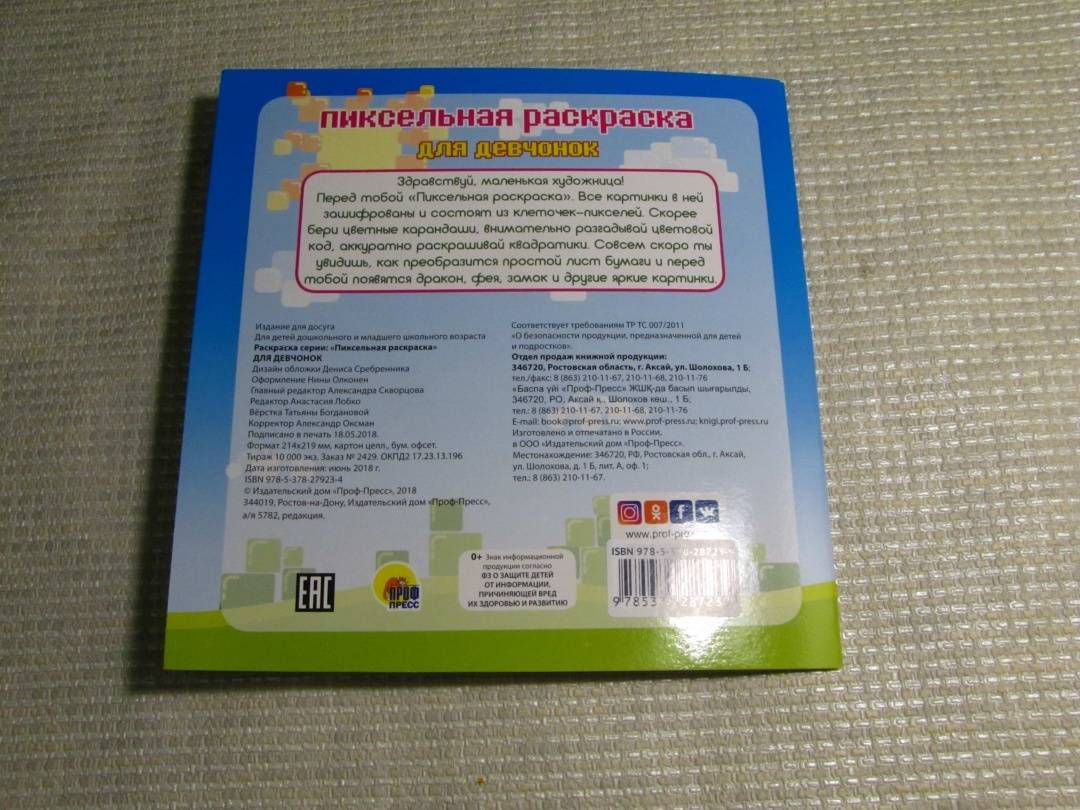 пиксельная раскраска
для девчонок
Здравствуй, маленькая художница!
Перед тобой «Пиксельная раскраска». Все картинки в ней
зашифрованы и состоят из клеточек-пикселей. Скорее
бери цветные карандаши, внимательно разгадывай цветовой
код, аккуратно раскрашивай квадратики. Совсем скоро ты
увидишь, как преобразится простой лист бумаги и перед
тобой появятся дракон, фея, замок и другие яркие картинки.
Издание для досуга
Для детей дошкольного и младшего школьного возраста
Раскраска серии: «Пиксельная раскраска»
ДЛЯ ДЕВЧОНОК
Дизайн обложки Дениса Сребренника
Оформление Нины Олконен
Главный редактор Александра Скворцова
Редактор Анастасия Лобко
Вёрстка Татьяны Богдановой
Корректор Александр Оксман
Подписано в печать 18.05.2018.
Формат 214х219 мм, картон целл., бум. офсет.
Тираж 10 000 экз. Заказ № 2429. ОКПД2 17.23.13.196
Дата изготовления: июнь 2018 г.
ISBN 978-5-378-27923-4
© Издательский дом «Проф-Пресс», 2018
344019, Ростов-на-Дону, Издательский дом «Проф-Пресс»,
а/я 5782, редакция.
Соответствует требованиям ТР ТС 007/2011
«О безопасности продукции, предназначенной для детей
и подростков».
Отдел продаж книжной продукции:
346720, Ростовская область, г. Аксай, ул. Шолохова, 1 Б;
тел./факс: 8 (863) 210-11-67, 210-11-68, 210-11-76
«Баспа үйі «Проф-Пресс» ЖШҚ-да басып шығарылды,
346720, РО, Аксай қ., Шолохов көш., 1 Б;
тел.: 8 (863) 210-11-67, 210-11-68, 210-11-76
E-mail: book@prof-press.ru; www.prof-press.ru; knigi.prof-press.ru
Изготовлено и отпечатано в России,
в ООО «Издательский дом «Проф-Пресс».
Местонахождение: 346720, РФ, Ростовская обл., г. Аксай,
ул. Шолохова, д. 1 Б, лит. А, оф. 1;
тел.: 8 (863) 210-11-67.
www.prof-pre
ISBN 978-5-
9 78537
EAC
ПРОФ
ПРЕСС
0+ Знак информационной
продукции согласно
ФЗ О ЗАЩИТЕ ДЕТЕЙ
ОТ ИНФОРМАЦИИ,
ПРИЧИНЯЮЩЕЙ ВРЕД
ИХ ЗДОРОВЬЮ И РАЗВИТИЮ